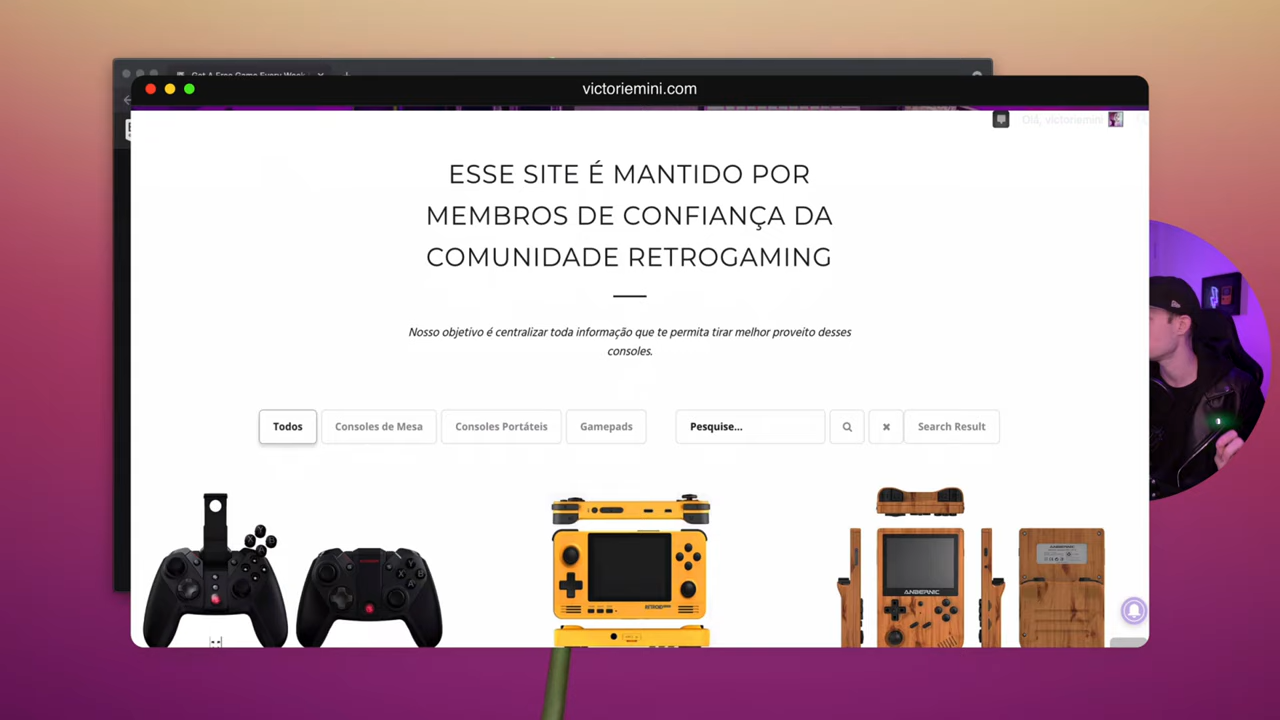 Get A Free Game Every Week
victoriemini.com
Olá, victoriemini
ESSE SITE É MANTIDO POR
MEMBROS DE CONFIANÇA DA
COMUNIDADE RETROGAMING
Nosso objetivo é centralizar toda informação que te permita tirar melhor proveito desses
consoles.
Todos
Consoles de Mesa
Consoles Portáteis
Gamepads
Pesquise...
Search Result
ANBERNIC